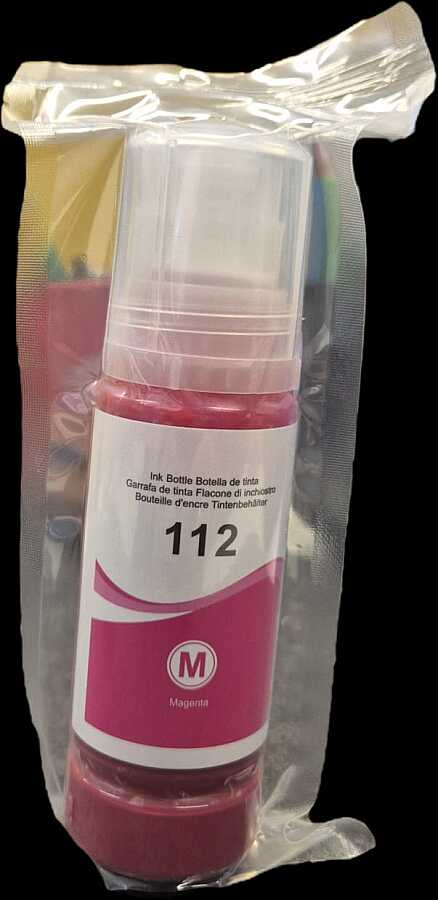 Ink Bottle Botella de tinta
Garrafa de tinta Flacone di inchiostro
Bouteille d'encre Tintenbehälter
112
M
Magenta